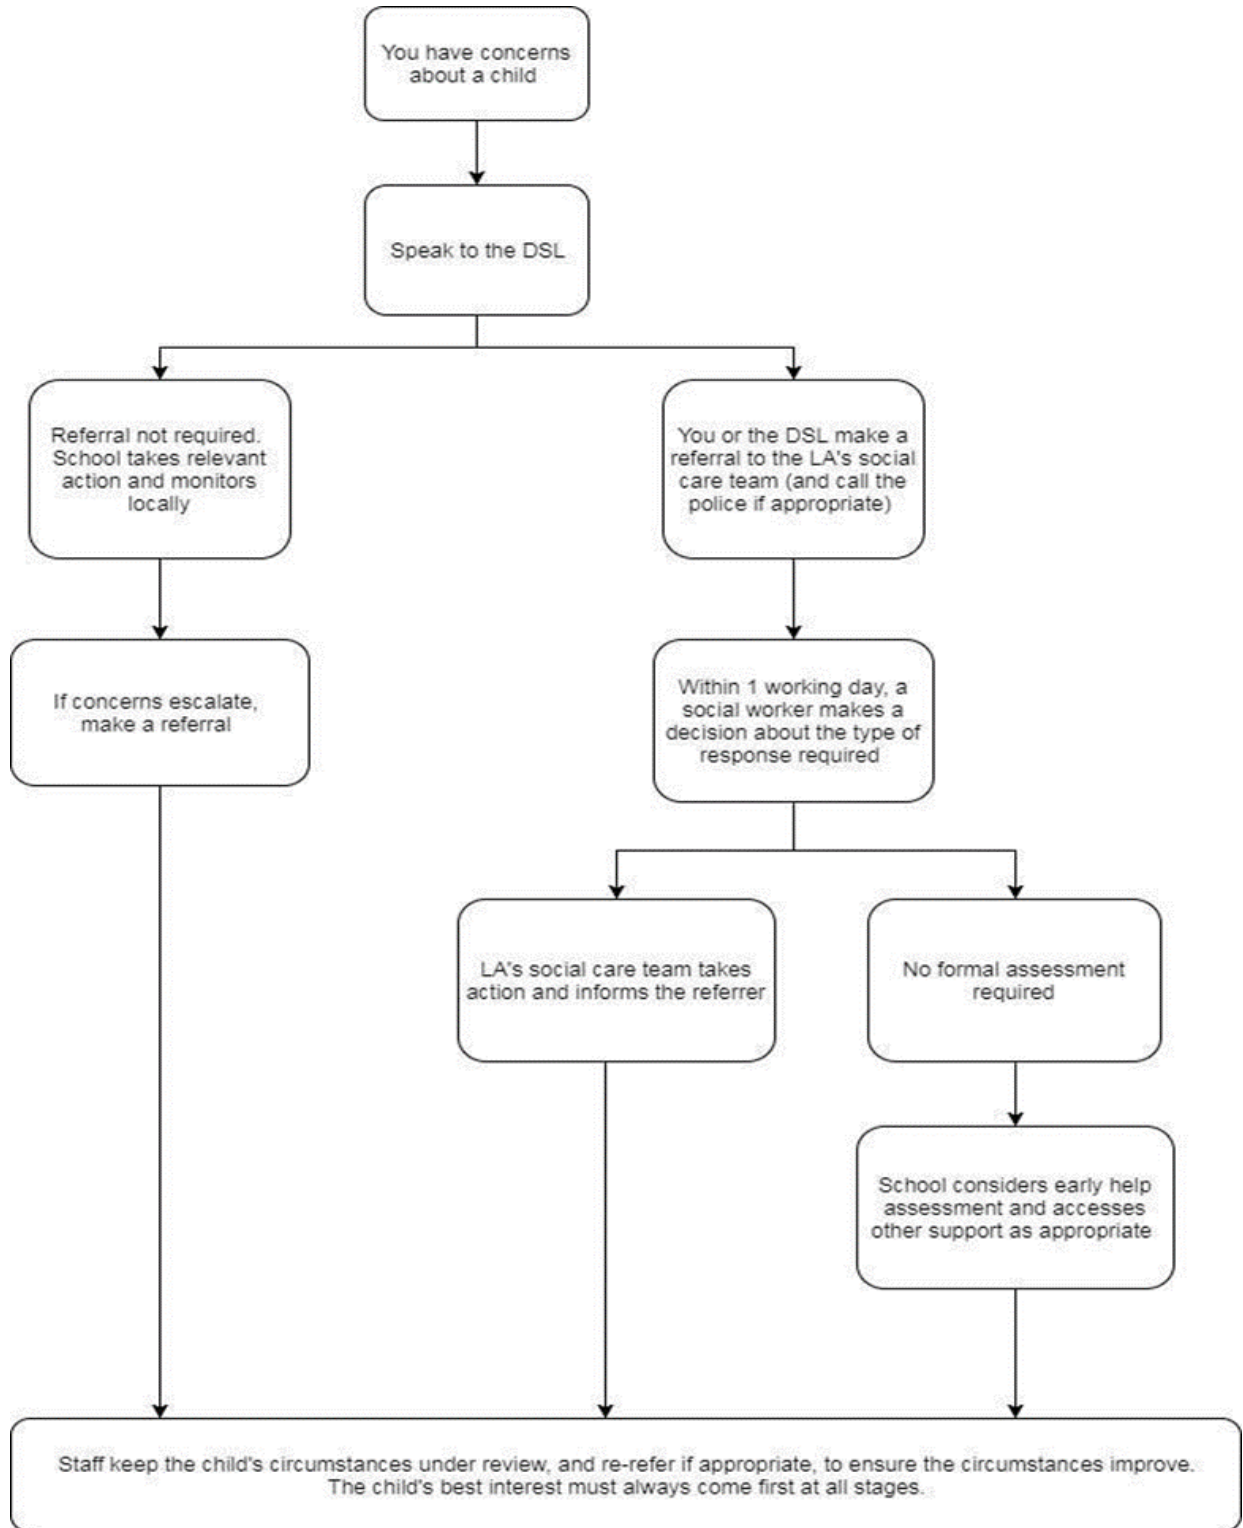 You have concerns
about a child
Speak to the DSL
Referral not required.
School takes relevant
action and monitors
locally
You or the DSL make a
referral to the LA's social
care team (and call the
police if appropriate)
If concerns escalate,
make a referral
Within 1 working day, a
social worker makes a
decision about the type of
response required
LA's social care team takes
action and informs the referrer
No formal assessment
required
School considers early help
assessment and accesses
other support as appropriate
Staff keep the child's circumstances under review, and re-refer if appropriate, to ensure the circumstances improve.
The child's best interest must always come first at all stages.